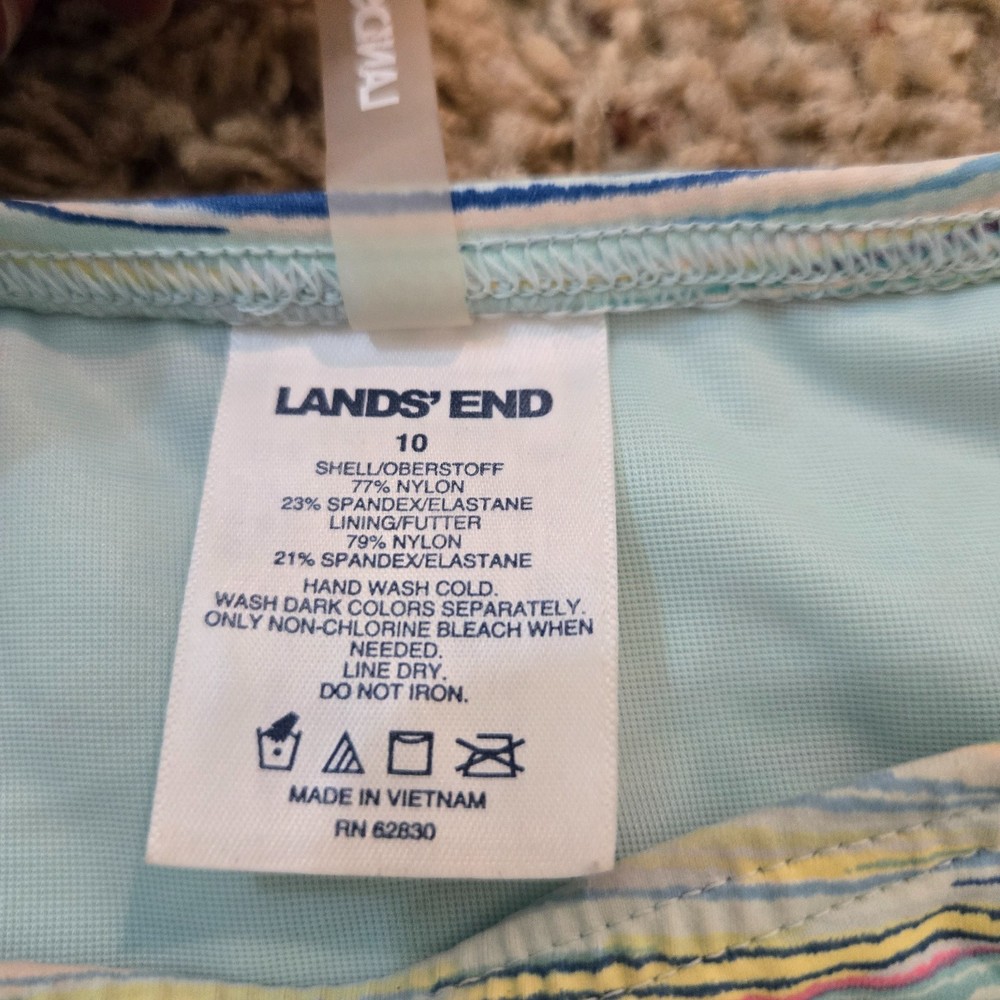 LANDS' END
10
SHELL/OBERSTOFF
77% NYLON
23% SPANDEX/ELASTANE
LINING/FUTTER
79% NYLON
21% SPANDEX/ELASTANE
HAND WASH COLD.
WASH DARK COLORS SEPARATELY.
ONLY NON-CHLORINE BLEACH WHEN
NEEDED.
LINE DRY.
DO NOT IRON.
MADE IN VIETNAM
RN 62830